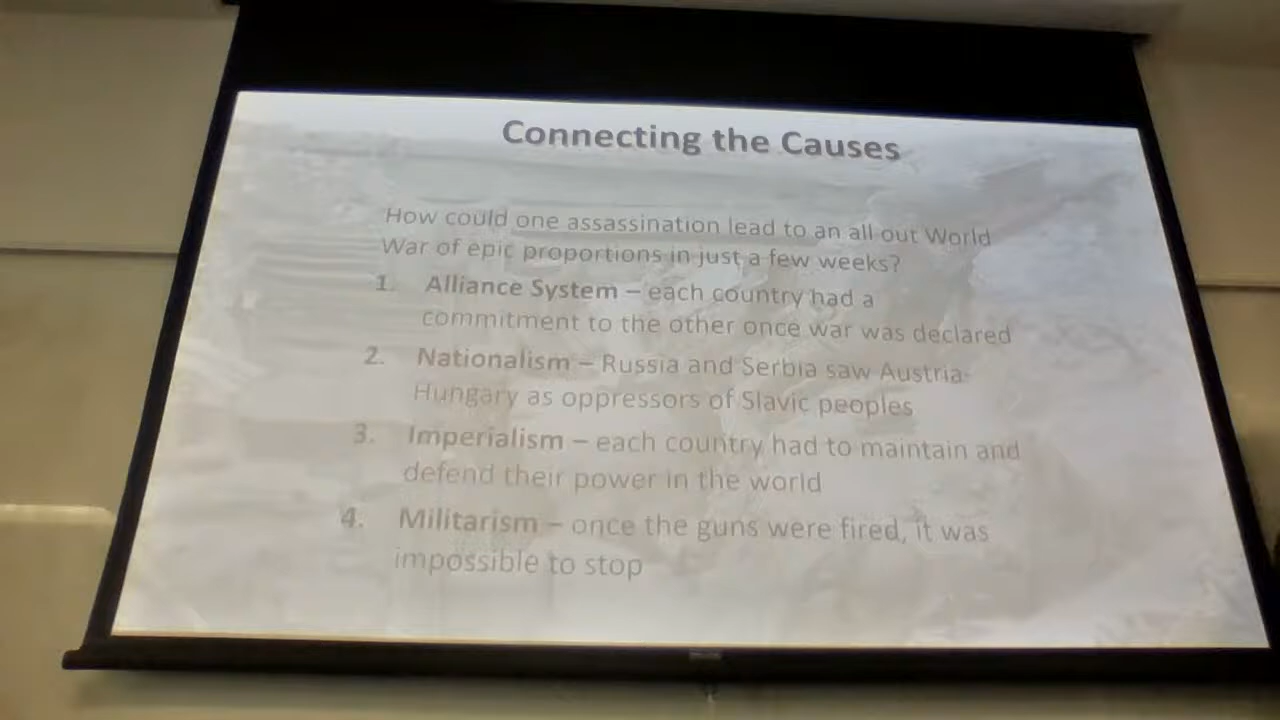 Connecting the Causes
How could one assassination lead to an all out World
War of epic proportions in just a few weeks?
1. Alliance System – each country had a
commitment to the other once war was declared
2. Nationalism – Russia and Serbia saw Austria-
Hungary as oppressors of Slavic peoples
3. Imperialism – each country had to maintain and
defend their power in the world
4. Militarism – once the guns were fired, it was
impossible to stop